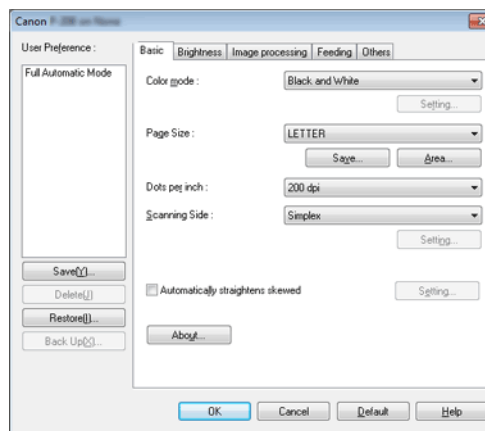 Canon
User Preference :
Full Automatic Mode
Save(Y)...
Delete(J)
Restore(I)...
Back Up(X)...
Basic Brightness Image processing Feeding Others
Color mode : Black and White
Setting...
Page Size : LETTER
Save... Area...
Dots per inch : 200 dpi
Scanning Side : Simplex
Setting...
Automatically straightens skewed Setting...
About...
OK Cancel Default Help